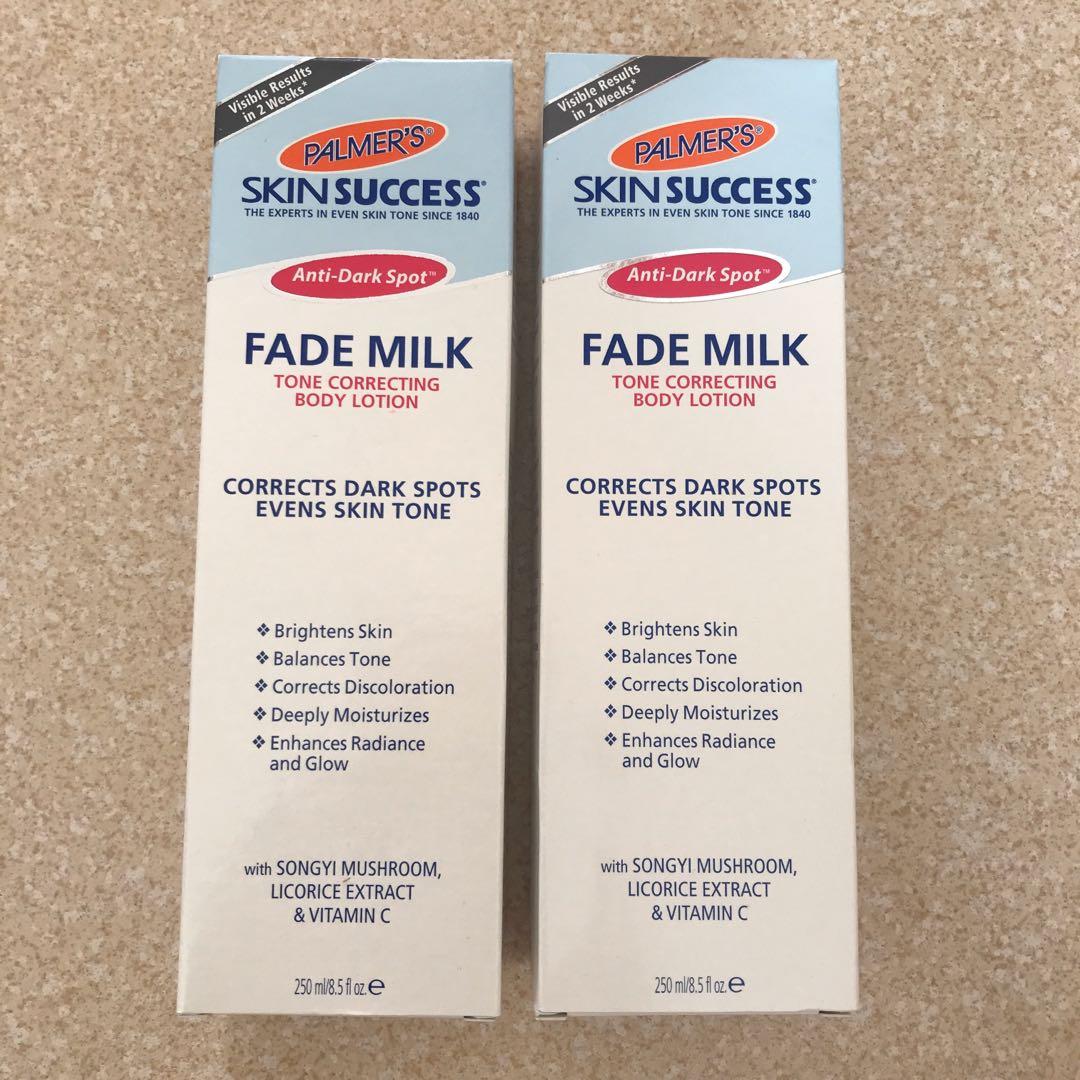 Visible Results
in 2 Weeks*
PALMER'S®
SKIN SUCCESS®
THE EXPERTS IN EVEN SKIN TONE SINCE 1840
Anti-Dark Spot™
FADE MILK
TONE CORRECTING
BODY LOTION
CORRECTS DARK SPOTS
EVENS SKIN TONE
❖ Brightens Skin
❖ Balances Tone
❖ Corrects Discoloration
❖ Deeply Moisturizes
❖ Enhances Radiance
and Glow
with SONGYI MUSHROOM,
LICORICE EXTRACT
& VITAMIN C
250 ml/8.5 fl oz. ℮
Visible Results
in 2 Weeks*
PALMER'S®
SKIN SUCCESS®
THE EXPERTS IN EVEN SKIN TONE SINCE 1840
Anti-Dark Spot™
FADE MILK
TONE CORRECTING
BODY LOTION
CORRECTS DARK SPOTS
EVENS SKIN TONE
❖ Brightens Skin
❖ Balances Tone
❖ Corrects Discoloration
❖ Deeply Moisturizes
❖ Enhances Radiance
and Glow
with SONGYI MUSHROOM,
LICORICE EXTRACT
& VITAMIN C
250 ml/8.5 fl oz. ℮